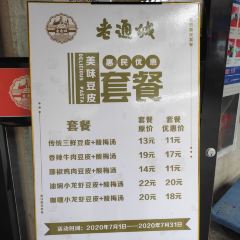 老通城
美味豆皮
DELICIOUS PASTA
惠民优惠
套餐
套餐 套餐原价 套餐优惠价
传统三鲜豆皮+酸梅汤 13元 11元
香辣牛肉豆皮+酸梅汤 19元 17元
藤椒鸡肉豆皮+酸梅汤 14元 11元
油焖小龙虾豆皮+酸梅汤 22元 20元
咖喱小龙虾豆皮+酸梅汤 20元 18元
活动时间:2020年7月1日——2020年7月31日